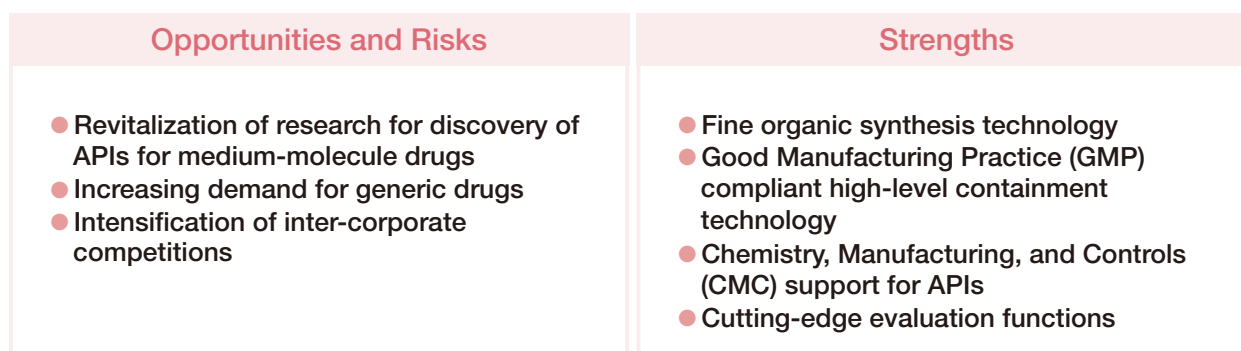 Opportunities and Risks
● Revitalization of research for discovery of
APIs for medium-molecule drugs
● Increasing demand for generic drugs
● Intensification of inter-corporate
competitions
Strengths
● Fine organic synthesis technology
● Good Manufacturing Practice (GMP)
compliant high-level containment
technology
● Chemistry, Manufacturing, and Controls
(CMC) support for APIs
● Cutting-edge evaluation functions